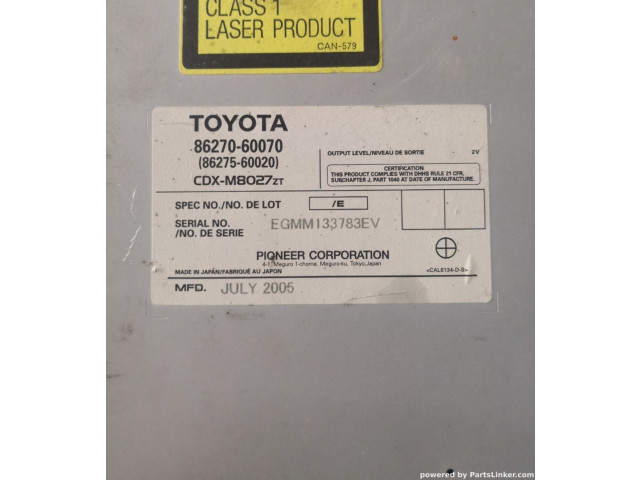 CLASS 1
LASER PRODUCT
CAN-579
TOYOTA
86270-60070
(86275-60020)
CDX-M8027ZT
OUTPUT LEVEL/NIVEAU DE SORTIE 2V
CERTIFICATION
THIS PRODUCT COMPLIES WITH DHHS RULE 21 CFR,
SUBCHAPTER J, PART 1040 AT DATE OF MANUFACTURE.
SPEC NO./NO. DE LOT /E
SERIAL NO.
/NO. DE SERIE EGMM133783EV
PIONEER CORPORATION
4-1, Meguro 1-chome, Meguro-ku, Tokyo, Japan
MADE IN JAPAN/FABRIQUÉ AU JAPON
<CAL6134-D-S>
MFD. JULY 2005
powered by PartsLinker.com